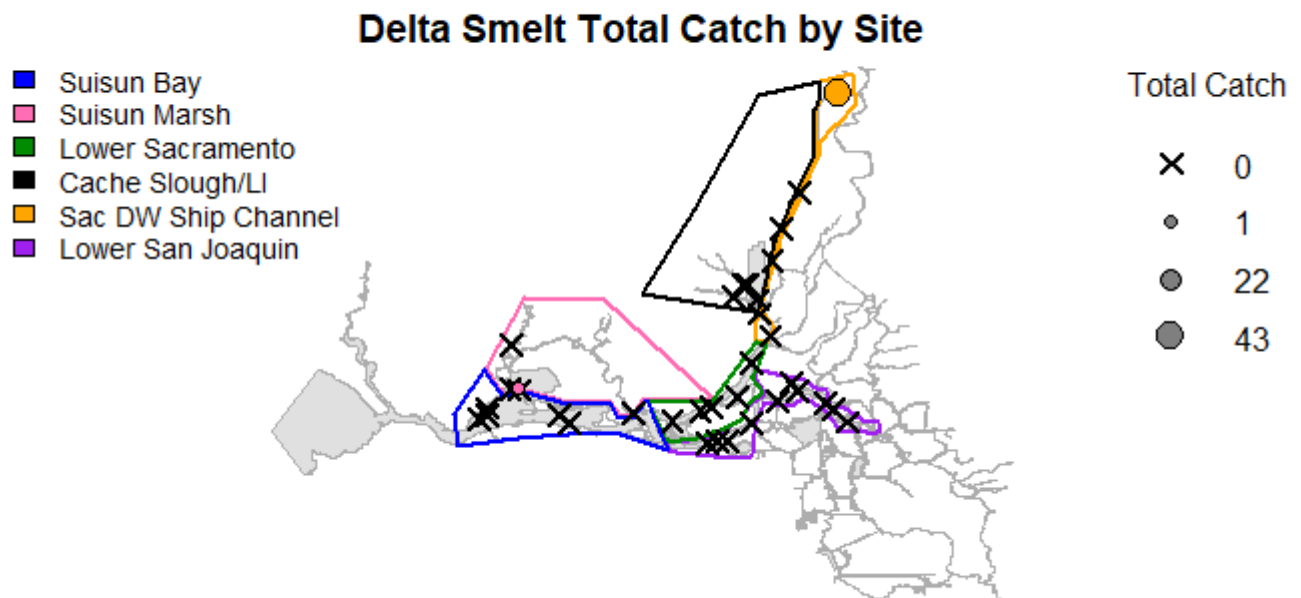 Delta Smelt Total Catch by Site
Suisun Bay
Suisun Marsh
Lower Sacramento
Cache Slough/LI
Sac DW Ship Channel
Lower San Joaquin
Total Catch
0
1
22
43